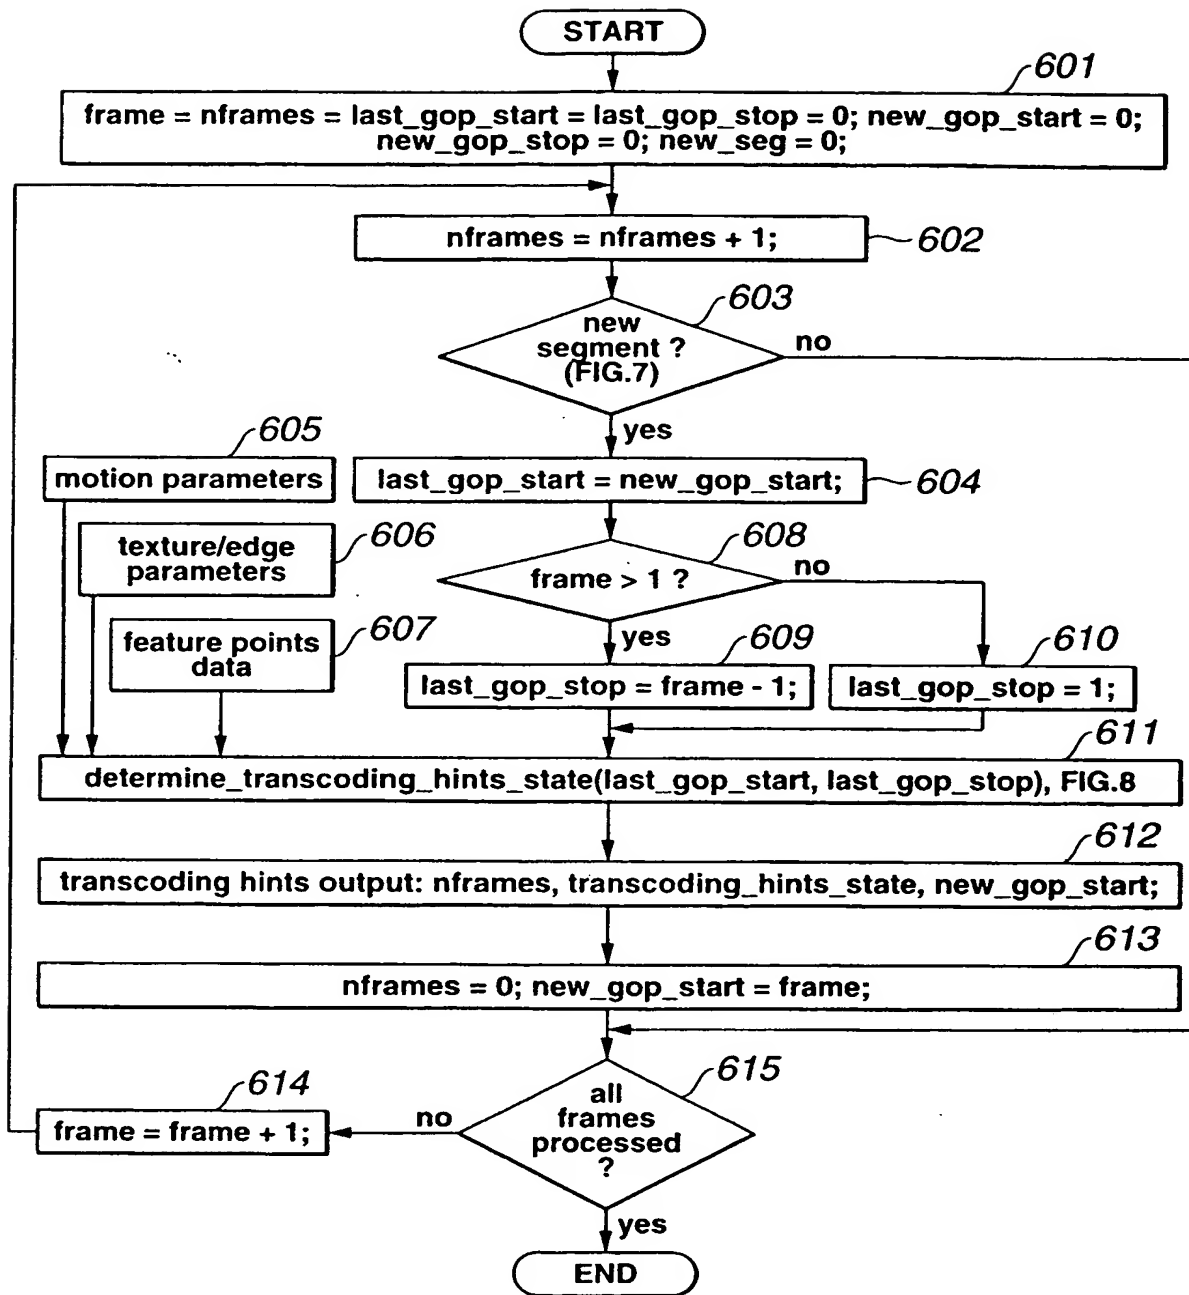 START
601
frame = nframes = last_gop_start = last_gop_stop = 0; new_gop_start = 0;
new_gop_stop = 0; new_seg = 0;
nframes = nframes + 1;
602
603
new
segment ?
(FIG.7)
no
yes
605
motion parameters
last_gop_start = new_gop_start;
604
606
texture/edge
parameters
608
frame > 1 ?
no
yes
607
feature points
data
609
last_gop_stop = frame - 1;
610
last_gop_stop = 1;
611
determine_transcoding_hints_state(last_gop_start, last_gop_stop), FIG.8
612
transcoding hints output: nframes, transcoding_hints_state, new_gop_start;
613
nframes = 0; new_gop_start = frame;
615
all
frames
processed
?
no
614
frame = frame + 1;
yes
END